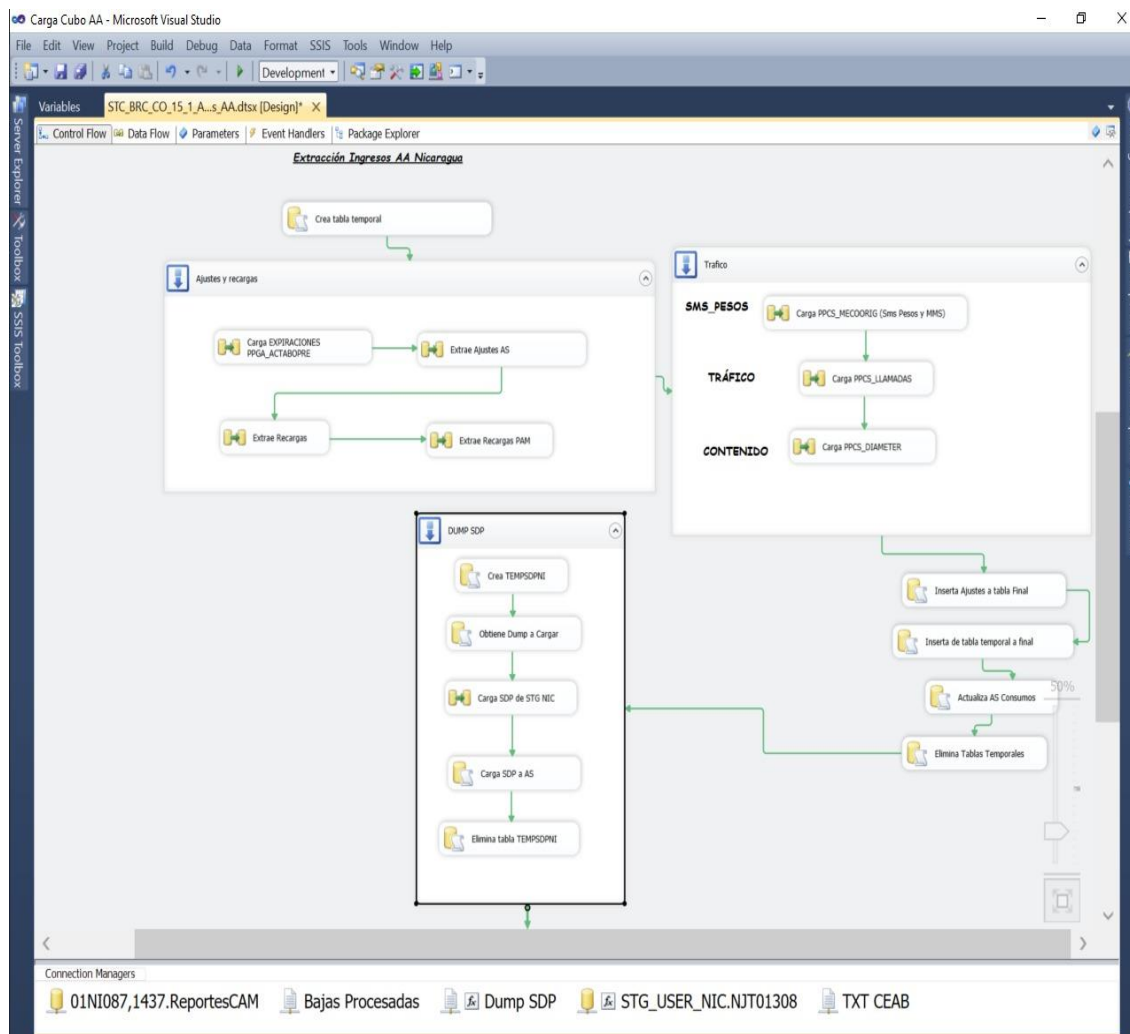 Carga Cubo AA - Microsoft Visual Studio
File Edit View Project Build Debug Data Format SSIS Tools Window Help
Development
Variables
STC_BRC_CO_15_1_A...s_AA.dtsx [Design]*
Control Flow
Data Flow
Parameters
Event Handlers
Package Explorer
Server Explorer
Toolbox
SSIS Toolbox
Extracción Ingresos AA Nicaragua
Crea tabla temporal
Ajustes y recargas
Carga EXPIRACIONES
PPGA_ACTABOPRE
Extrae Ajustes AS
Extrae Recargas
Extrae Recargas PAM
Trafico
SMS_PESOS
Carga PPCS_MECOORIG (Sms Pesos y MMS)
TRÁFICO
Carga PPCS_LLAMADAS
CONTENIDO
Carga PPCS_DIAMETER
DUMP SDP
Crea TEMPSDPNI
Obtiene Dump a Cargar
Carga SDP de STG NIC
Carga SDP a AS
Elimina tabla TEMPSDPNI
Inserta Ajustes a tabla Final
Inserta de tabla temporal a final
Actualiza AS Consumos
Elimina Tablas Temporales
50%
Connection Managers
01NI087,1437.ReportesCAM
Bajas Procesadas
fx Dump SDP
fx STG_USER_NIC.NJT01308
TXT CEAB